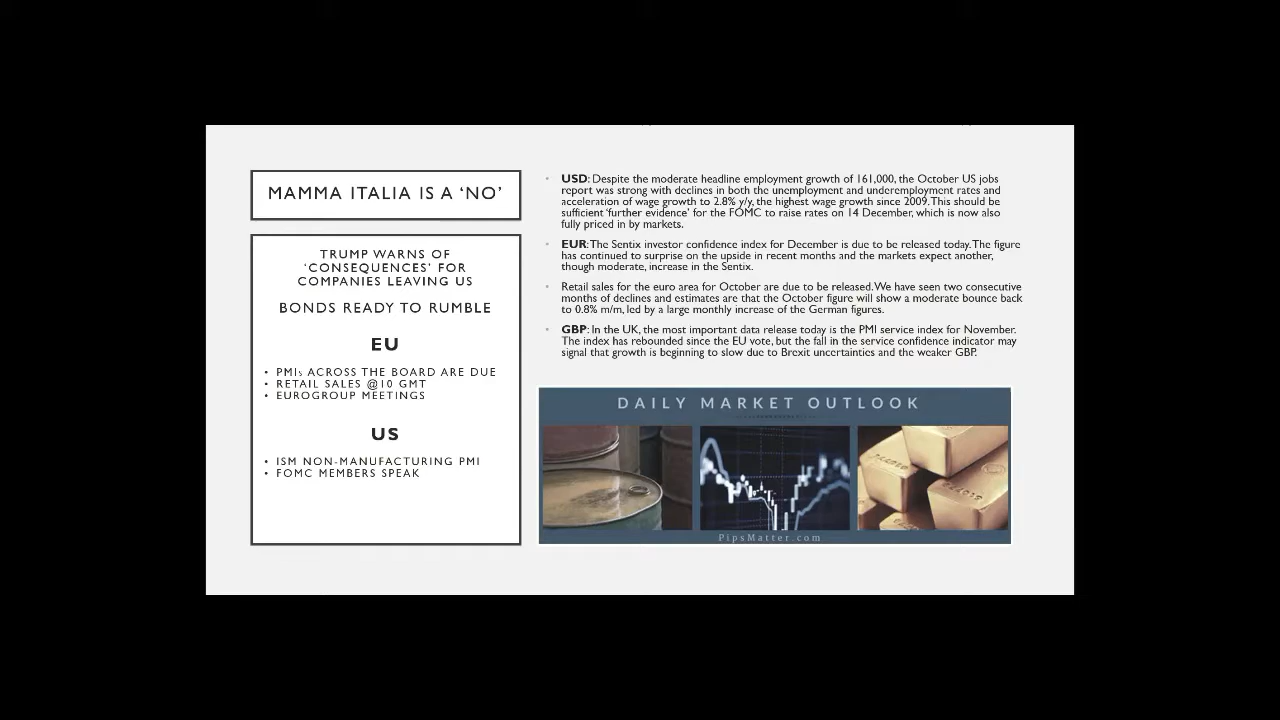 MAMMA ITALIA IS A ‘NO’
TRUMP WARNS OF
‘CONSEQUENCES’ FOR
COMPANIES LEAVING US
BONDS READY TO RUMBLE
EU
• PMIs ACROSS THE BOARD ARE DUE
• RETAIL SALES @10 GMT
• EUROGROUP MEETINGS
US
• ISM NON-MANUFACTURING PMI
• FOMC MEMBERS SPEAK
• USD: Despite the moderate headline employment growth of 161,000, the October US jobs
report was strong with declines in both the unemployment and underemployment rates and
acceleration of wage growth to 2.8% y/y, the highest wage growth since 2009. This should be
sufficient ‘further evidence’ for the FOMC to raise rates on 14 December, which is now also
fully priced in by markets.
• EUR: The Sentix investor confidence index for December is due to be released today. The figure
has continued to surprise on the upside in recent months and the markets expect another,
though moderate, increase in the Sentix.
• Retail sales for the euro area for October are due to be released. We have seen two consecutive
months of declines and estimates are that the October figure will show a moderate bounce back
to 0.8% m/m, led by a large monthly increase of the German figures.
• GBP: In the UK, the most important data release today is the PMI service index for November.
The index has rebounded since the EU vote, but the fall in the service confidence indicator may
signal that growth is beginning to slow due to Brexit uncertainties and the weaker GBP.
DAILY MARKET OUTLOOK
PipsMatter.com